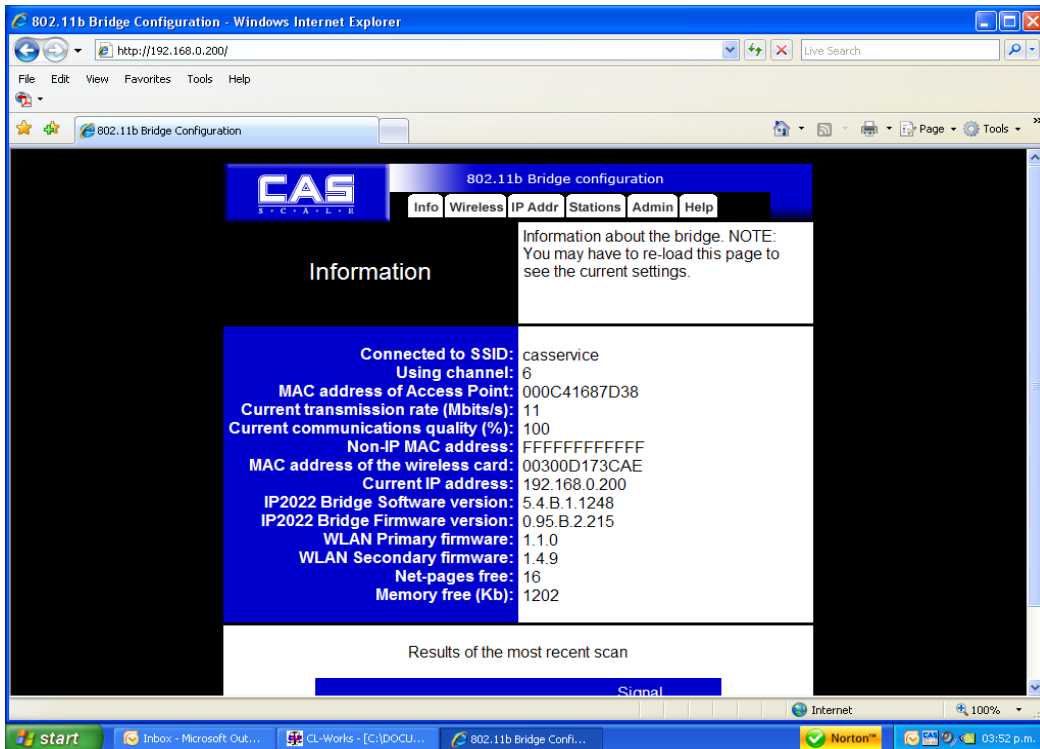 802.11b Bridge Configuration - Windows Internet Explorer
http://192.168.0.200/
Live Search
File Edit View Favorites Tools Help
802.11b Bridge Configuration
Page Tools
CAS
S·C·A·L·E
802.11b Bridge configuration
Info Wireless IP Addr Stations Admin Help
Information
Information about the bridge. NOTE:
You may have to re-load this page to
see the current settings.
Connected to SSID: casservice
Using channel: 6
MAC address of Access Point: 000C41687D38
Current transmission rate (Mbits/s): 11
Current communications quality (%): 100
Non-IP MAC address: FFFFFFFFFFFF
MAC address of the wireless card: 00300D173CAE
Current IP address: 192.168.0.200
IP2022 Bridge Software version: 5.4.B.1.1248
IP2022 Bridge Firmware version: 0.95.B.2.215
WLAN Primary firmware: 1.1.0
WLAN Secondary firmware: 1.4.9
Net-pages free: 16
Memory free (Kb): 1202
Results of the most recent scan
Signal
Internet 100%
start Inbox - Microsoft Out... CL-Works - [C:\DOCU... 802.11b Bridge Confi... Norton™ 03:52 p.m.